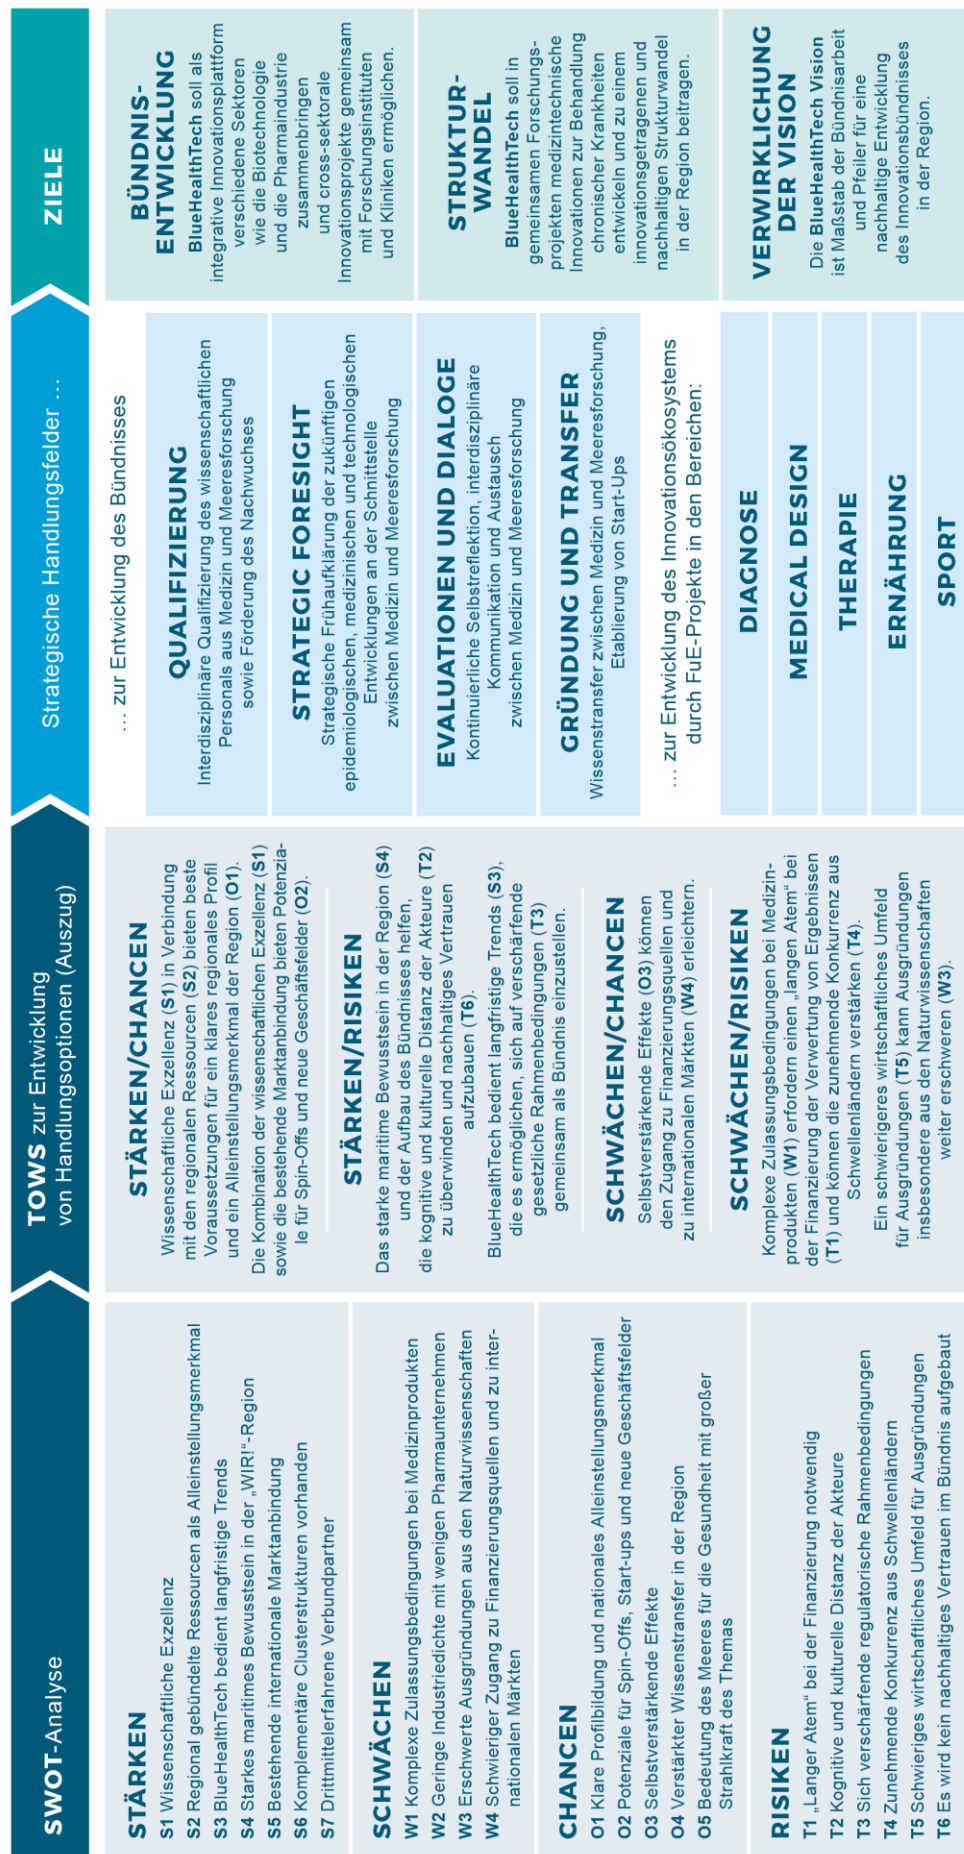 SWOT-Analyse
STÄRKEN
S1 Wissenschaftliche Exzellenz
S2 Regional gebündelte Ressourcen als Alleinstellungsmerkmal
S3 BlueHealthTech bedient langfristige Trends
S4 Starkes maritimes Bewusstsein in der „WIR!“-Region
S5 Bestehende internationale Marktanbindung
S6 Komplementäre Clusterstrukturen vorhanden
S7 Drittmittelerfahrene Verbundpartner
SCHWÄCHEN
W1 Komplexe Zulassungsbedingungen bei Medizinprodukten
W2 Geringe Industriedichte mit wenigen Pharmaunternehmen
W3 Erschwerte Ausgründungen aus den Naturwissenschaften
W4 Schwieriger Zugang zu Finanzierungsquellen und zu inter-
nationalen Märkten
CHANCEN
O1 Klare Profilbildung und nationales Alleinstellungsmerkmal
O2 Potenziale für Spin-Offs, Start-ups und neue Geschäftsfelder
O3 Selbstverstärkende Effekte
O4 Verstärkter Wissenstransfer in der Region
O5 Bedeutung des Meeres für die Gesundheit mit großer
Strahlkraft des Themas
RISIKEN
T1 „Langer Atem“ bei der Finanzierung notwendig
T2 Kognitive und kulturelle Distanz der Akteure
T3 Sich verschärfende regulatorische Rahmenbedingungen
T4 Zunehmende Konkurrenz aus Schwellenländern
T5 Schwieriges wirtschaftliches Umfeld für Ausgründungen
T6 Es wird kein nachhaltiges Vertrauen im Bündnis aufgebaut
TOWS zur Entwicklung
von Handlungsoptionen (Auszug)
STÄRKEN/CHANCEN
Wissenschaftliche Exzellenz (S1) in Verbindung
mit den regionalen Ressourcen (S2) bieten beste
Voraussetzungen für ein klares regionales Profil
und ein Alleinstellungsmerkmal der Region (O1).
Die Kombination der wissenschaftlichen Exzellenz (S1)
sowie die bestehende Marktanbindung bieten Potenzia-
le für Spin-Offs und neue Geschäftsfelder (O2).
STÄRKEN/RISIKEN
Das starke maritime Bewusstsein in der Region (S4)
und der Aufbau des Bündnisses helfen,
die kognitive und kulturelle Distanz der Akteure (T2)
zu überwinden und nachhaltiges Vertrauen
aufzubauen (T6).
BlueHealthTech bedient langfristige Trends (S3),
die es ermöglichen, sich auf verschärfende
gesetzliche Rahmenbedingungen (T3)
gemeinsam als Bündnis einzustellen.
SCHWÄCHEN/CHANCEN
Selbstverstärkende Effekte (O3) können
den Zugang zu Finanzierungsquellen und
zu internationalen Märkten (W4) erleichtern.
SCHWÄCHEN/RISIKEN
Komplexe Zulassungsbedingungen bei Medizin-
produkten (W1) erfordern einen „langen Atem“ bei
der Finanzierung der Verwertung von Ergebnissen
(T1) und können die zunehmende Konkurrenz aus
Schwellenländern verstärken (T4).
Ein schwieriges wirtschaftliches Umfeld
für Ausgründungen (T5) kann Ausgründungen
insbesondere aus den Naturwissenschaften
weiter erschweren (W3).
Strategische Handlungsfelder ...
... zur Entwicklung des Bündnisses
QUALIFIZIERUNG
Interdisziplinäre Qualifizierung des wissenschaftlichen
Personals aus Medizin und Meeresforschung
sowie Förderung des Nachwuchses
STRATEGIC FORESIGHT
Strategische Frühaufklärung der zukünftigen
epidemiologischen, medizinischen und technologischen
Entwicklungen an der Schnittstelle
zwischen Medizin und Meerforschung
EVALUATIONEN UND DIALOGE
Kontinuierliche Selbstreflektion, interdisziplinäre
Kommunikation und Austausch
zwischen Medizin und Meeresforschung
GRÜNDUNG UND TRANSFER
Wissenstransfer zwischen Medizin und Meeresforschung,
Etablierung von Start-Ups
... zur Entwicklung des Innovationsökosystems
durch FuE-Projekte in den Bereichen:
DIAGNOSE
MEDICAL DESIGN
THERAPIE
ERNÄHRUNG
SPORT
ZIELE
BÜNDNIS-
ENTWICKLUNG
BlueHealthTech soll als
integrative Innovationsplattform
verschiedene Sektoren
wie die Biotechnologie
und die Pharmaindustrie
zusammenbringen
und cross-sektorale
Innovationsprojekte gemeinsam
mit Forschungsinstituten
und Kliniken ermöglichen.
STRUKTUR-
WANDEL
BlueHealthTech soll in
gemeinsamen Forschungs-
projekten medizintechnische
Innovationen zur Behandlung
chronischer Krankheiten
entwickeln und zu einem
innovationsgetragenen und
nachhaltigen Strukturwandel
in der Region beitragen.
VERWIRKLICHUNG
DER VISION
Die BlueHealthTech Vision
ist Maßstab der Bündnisarbeit
und Pfeiler für eine
nachhaltige Entwicklung
des Innovationsbündnisses
in der Region.